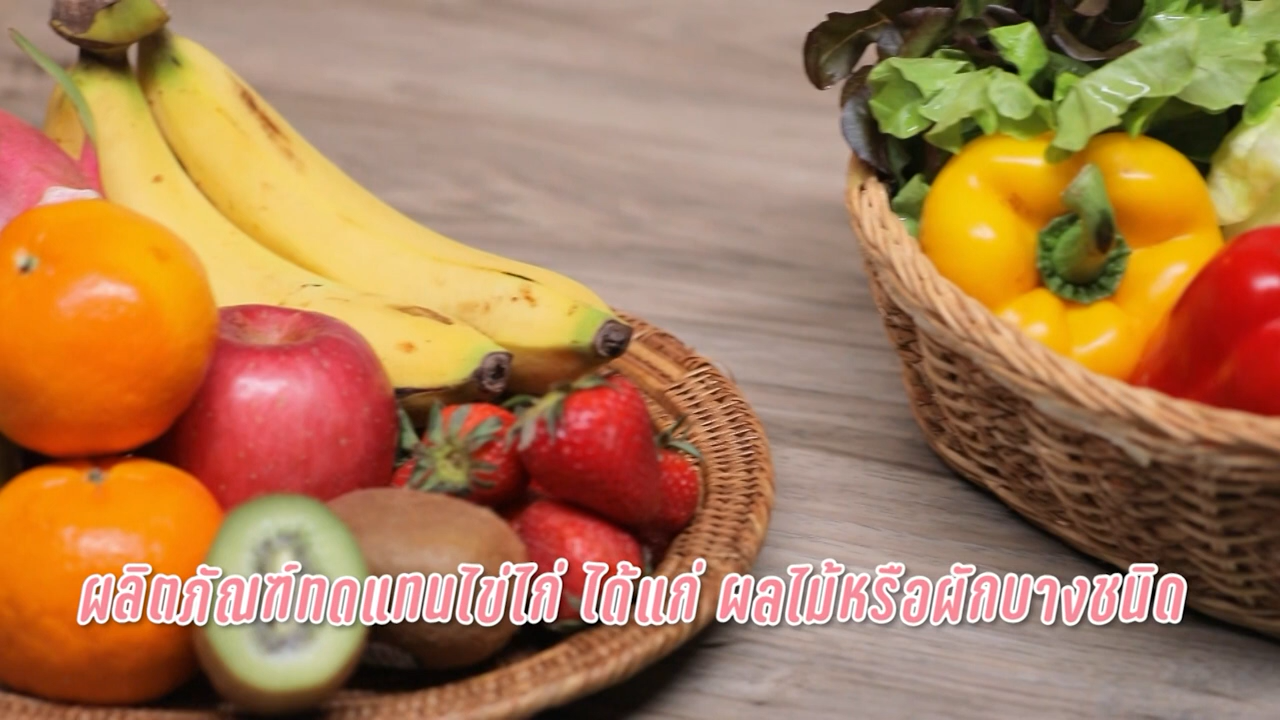 ผลิตภัณฑ์ทดแทนไข่ไก่ ได้แก่ ผลไม้หรือผักบางชนิด